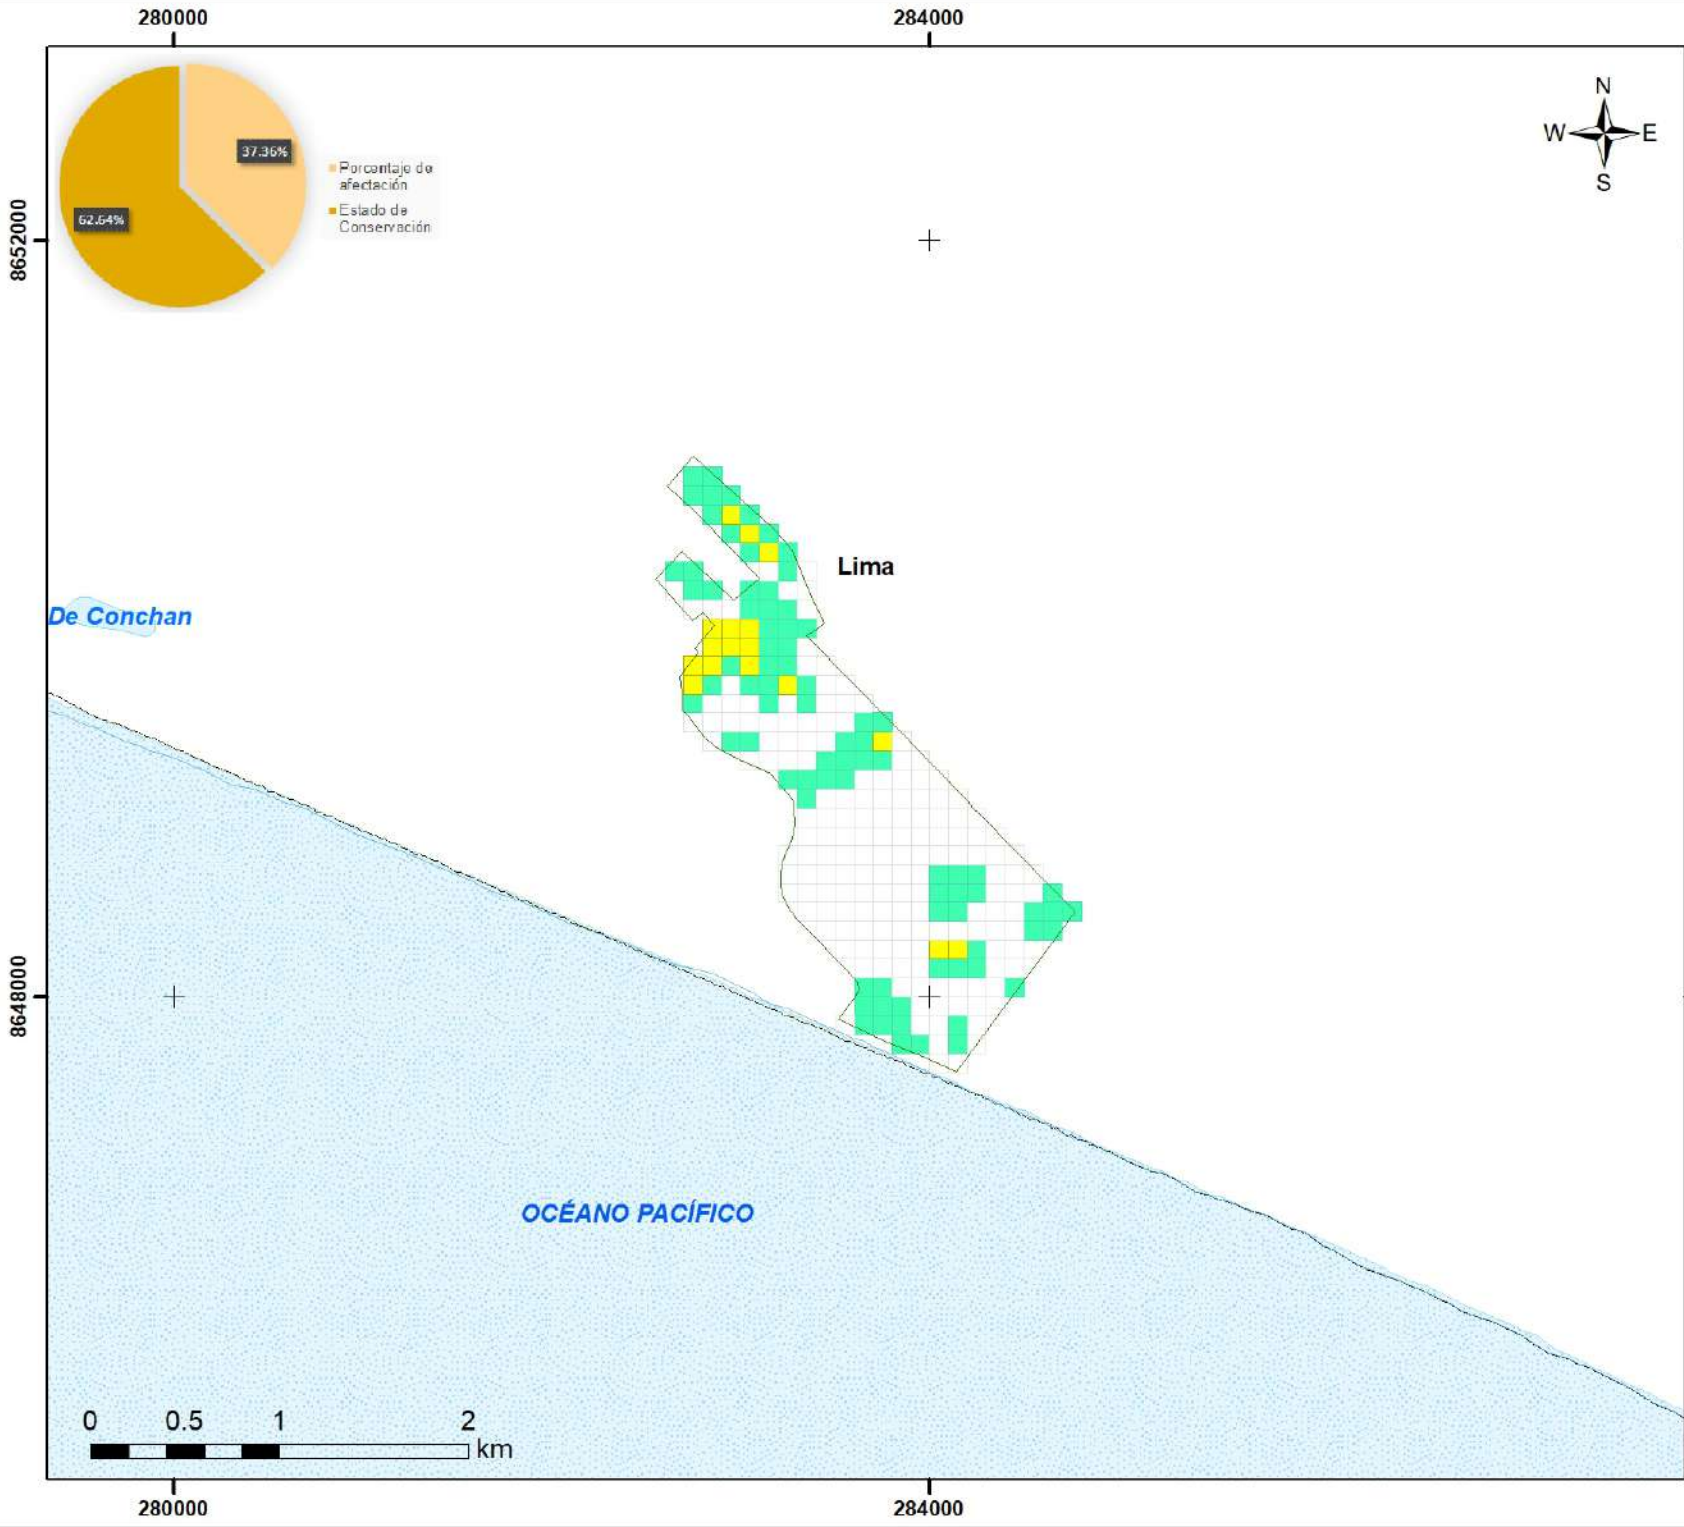 280000
284000
N
W
E
S
37.36%
62.64%
Porcentaje de
afectación
Estado de
Conservación
8652000
Lima
De Conchan
8648000
OCÉANO PACÍFICO
0
0.5
1
2
km
280000
284000